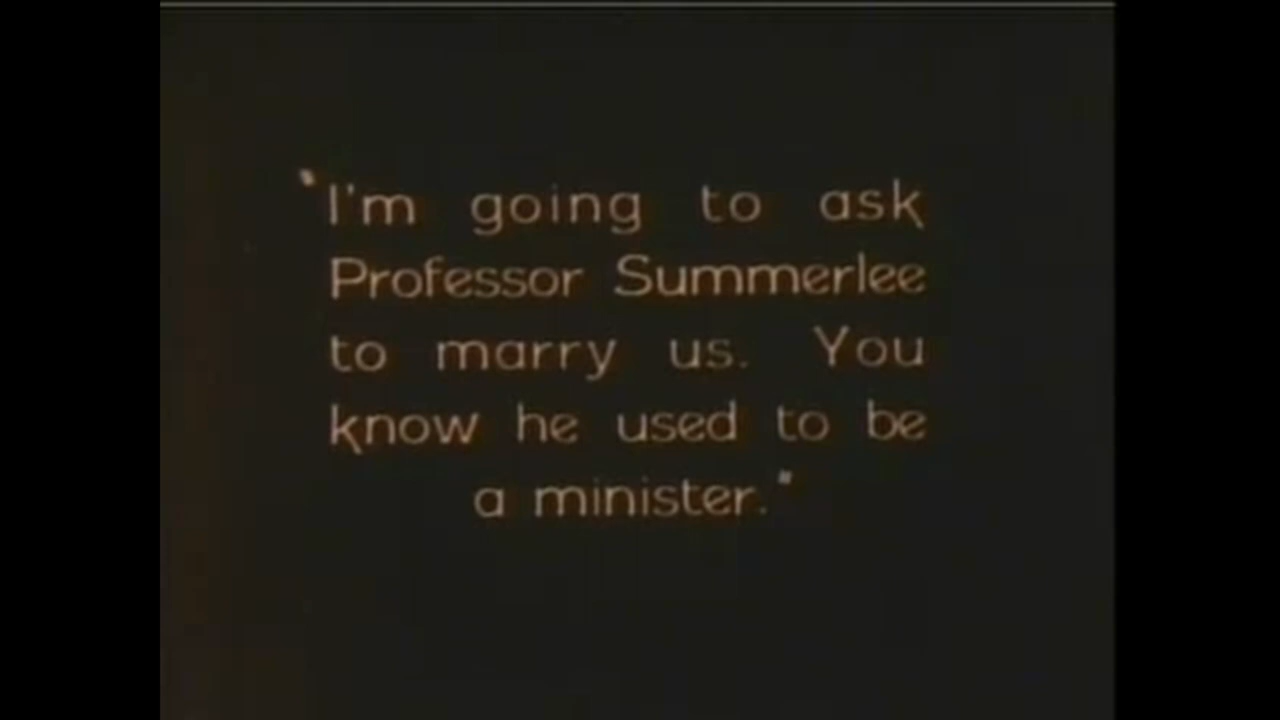 "I'm going to ask
Professor Summerlee
to marry us. You
know he used to be
a minister."